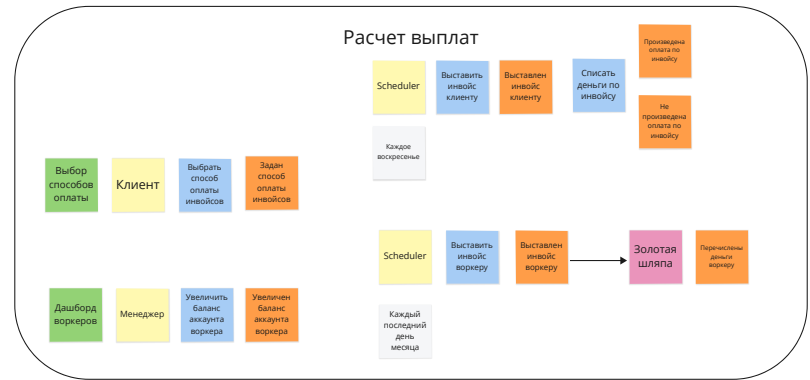 Расчет выплат
Scheduler
Выставить
инвойс
клиенту
Выставлен
инвойс
клиенту
Списать
деньги по
инвойсу
Произведена
оплата по
инвойсу
Не
произведена
оплата по
инвойсу
Каждое
воскресенье
Выбор
способов
оплаты
Клиент
Выбрать
способ
оплаты
инвойсов
Задан
способ
оплаты
инвойсов
Scheduler
Выставить
инвойс
воркеру
Выставлен
инвойс
воркеру
Золотая
шляпа
Перечислены
деньги
воркеру
Дашборд
воркеров
Менеджер
Увеличить
баланс
аккаунта
воркера
Увеличен
баланс
аккаунта
воркера
Каждый
последний
день
месяца